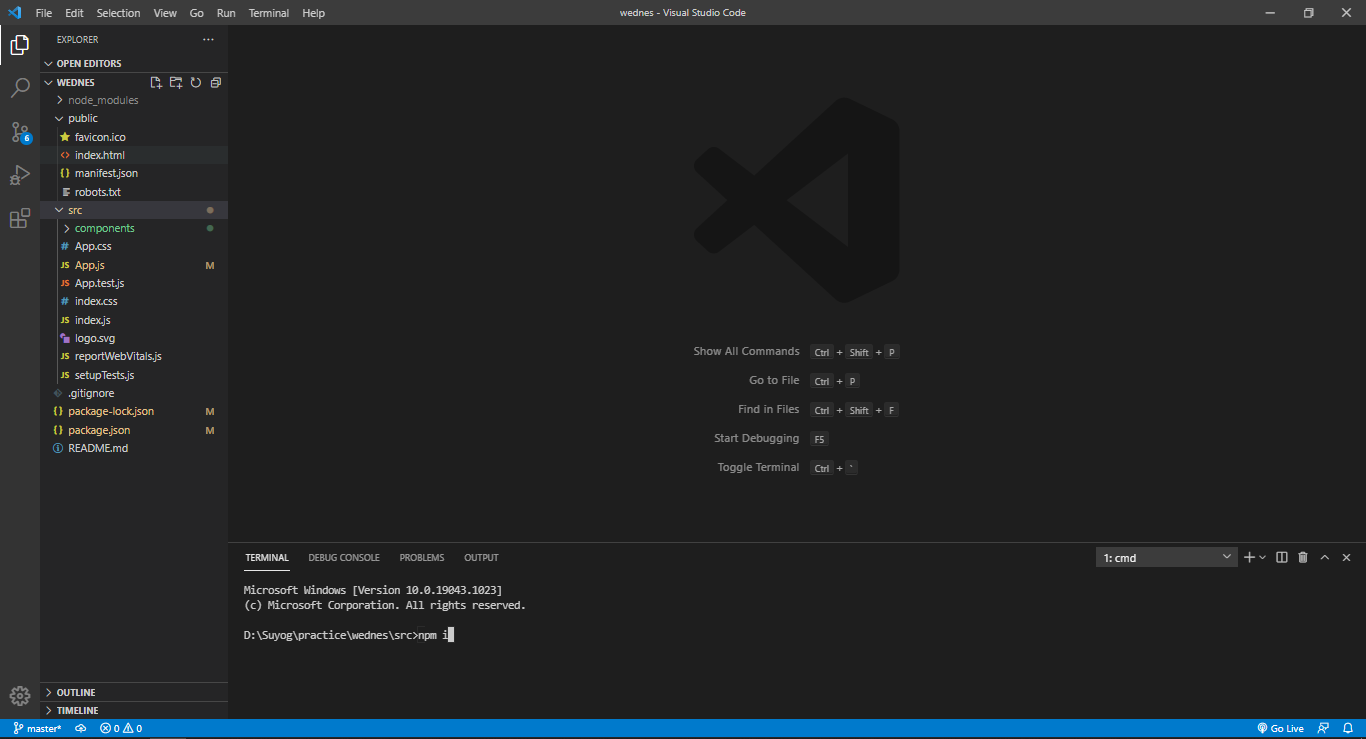 File Edit Selection View Go Run Terminal Help
wednes - Visual Studio Code
EXPLORER
OPEN EDITORS
WEDNES
node_modules
public
favicon.ico
index.html
manifest.json
robots.txt
src
components
App.css
App.js M
App.test.js
index.css
index.js
logo.svg
reportWebVitals.js
setupTests.js
.gitignore
package-lock.json M
package.json M
README.md
6
OUTLINE
TIMELINE
Show All Commands Ctrl + Shift + P
Go to File Ctrl + P
Find in Files Ctrl + Shift + F
Start Debugging F5
Toggle Terminal Ctrl + `
TERMINAL DEBUG CONSOLE PROBLEMS OUTPUT
1: cmd
Microsoft Windows [Version 10.0.19043.1023]
(c) Microsoft Corporation. All rights reserved.
D:\Suyog\practice\wednes\src>npm i
master* 0 0
Go Live